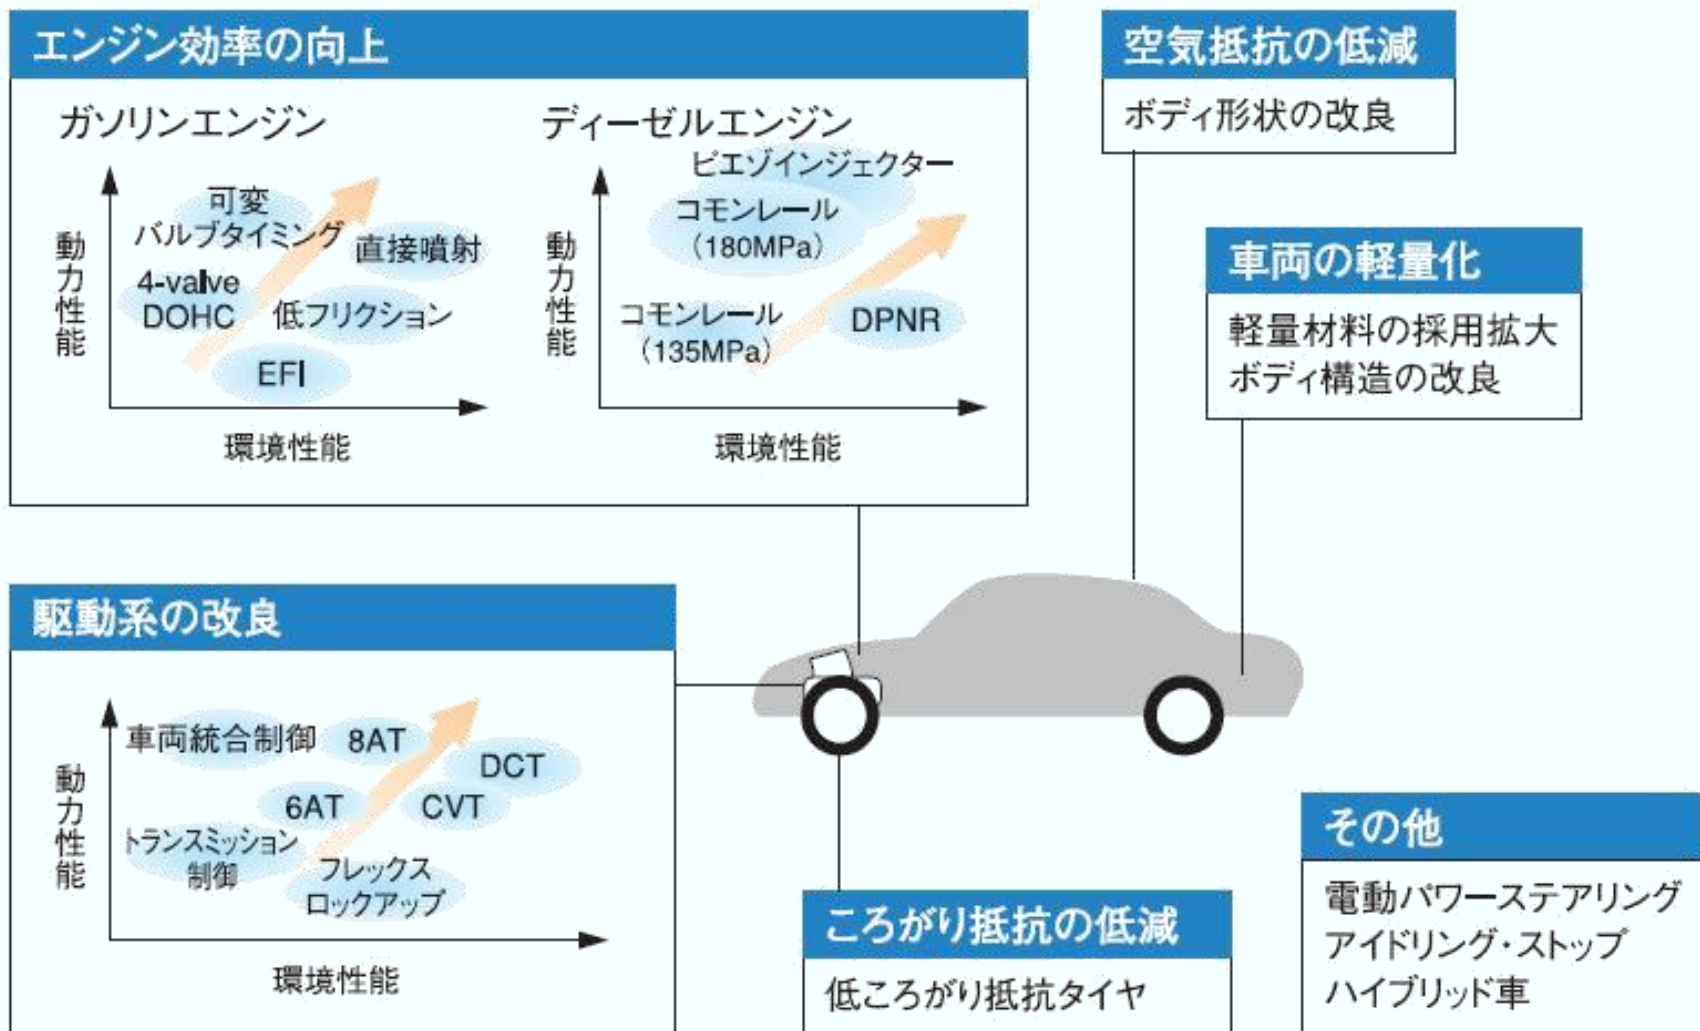 エンジン効率の向上
ガソリンエンジン
動力性能
可変
バルブタイミング
直接噴射
4-valve
DOHC
低フリクション
EFI
環境性能
ディーゼルエンジン
動力性能
ピエゾインジェクター
コモンレール
(180MPa)
コモンレール
(135MPa)
DPNR
環境性能
空気抵抗の低減
ボディ形状の改良
車両の軽量化
軽量材料の採用拡大
ボディ構造の改良
駆動系の改良
動力性能
車両統合制御
8AT
DCT
6AT
CVT
トランスミッション
制御
フレックス
ロックアップ
環境性能
ころがり抵抗の低減
低ころがり抵抗タイヤ
その他
電動パワーステアリング
アイドリング・ストップ
ハイブリッド車